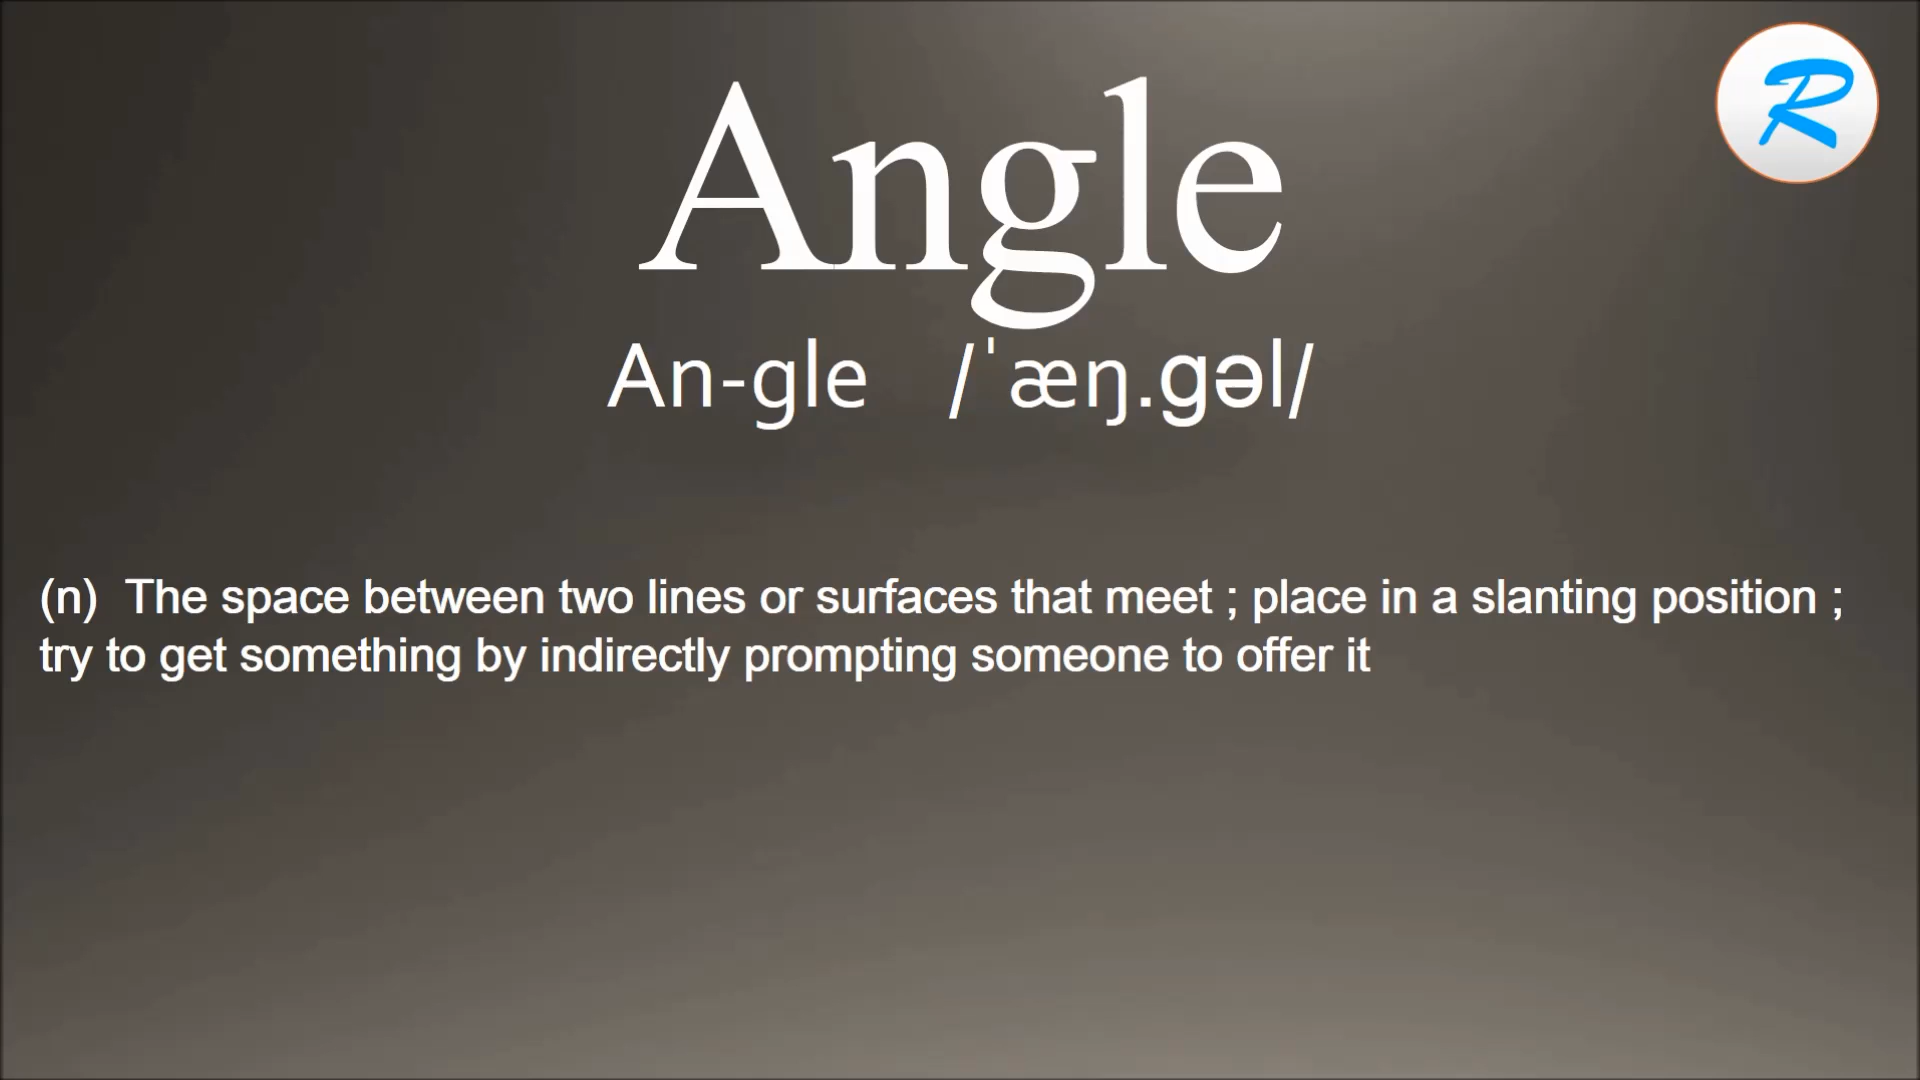 R
Angle
An-gle /ˈæŋ.gəl/
(n) The space between two lines or surfaces that meet ; place in a slanting position ;
try to get something by indirectly prompting someone to offer it